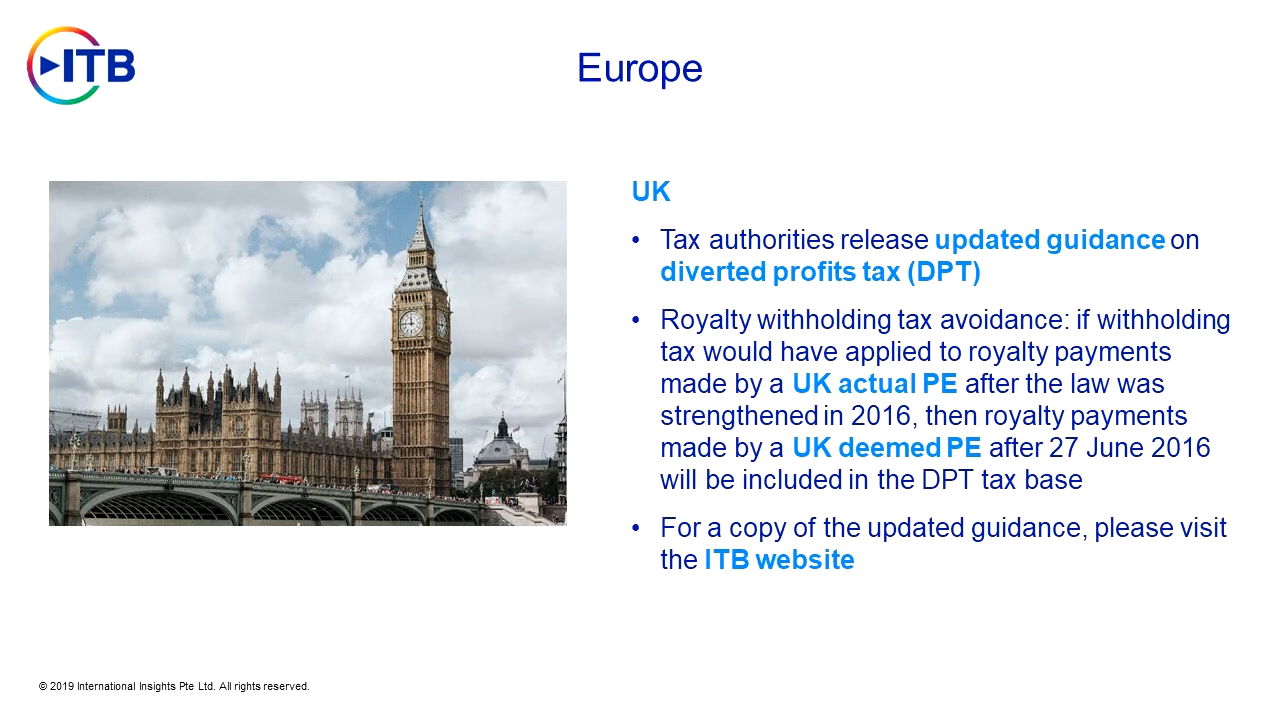 ITB
Europe
UK
• Tax authorities release updated guidance on
diverted profits tax (DPT)
• Royalty withholding tax avoidance: if withholding
tax would have applied to royalty payments
made by a UK actual PE after the law was
strengthened in 2016, then royalty payments
made by a UK deemed PE after 27 June 2016
will be included in the DPT tax base
• For a copy of the updated guidance, please visit
the ITB website
© 2019 International Insights Pte Ltd. All rights reserved.